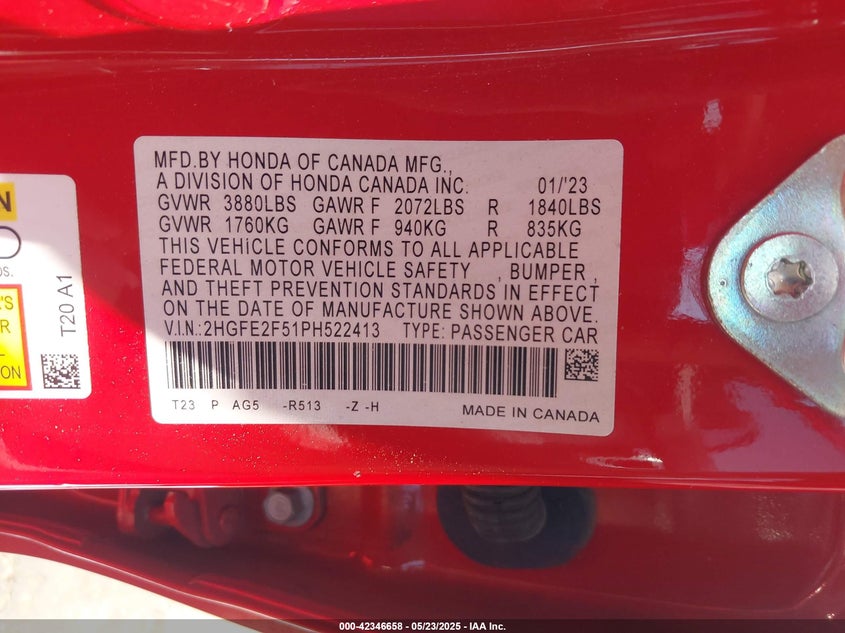 MFD.BY HONDA OF CANADA MFG.,
A DIVISION OF HONDA CANADA INC. 01/'23
GVWR 3880LBS GAWR F 2072LBS R 1840LBS
GVWR 1760KG GAWR F 940KG R 835KG
THIS VEHICLE CONFORMS TO ALL APPLICABLE
FEDERAL MOTOR VEHICLE SAFETY , BUMPER ,
AND THEFT PREVENTION STANDARDS IN EFFECT
ON THE DATE OF MANUFACTURE SHOWN ABOVE.
V.I.N.:2HGFE2F51PH522413 TYPE: PASSENGER CAR
T23 P AG5 -R513 -Z -H MADE IN CANADA
N
OS.
'S
R
ION
T20 A1
000-42346658 - 05/23/2025 - IAA Inc.